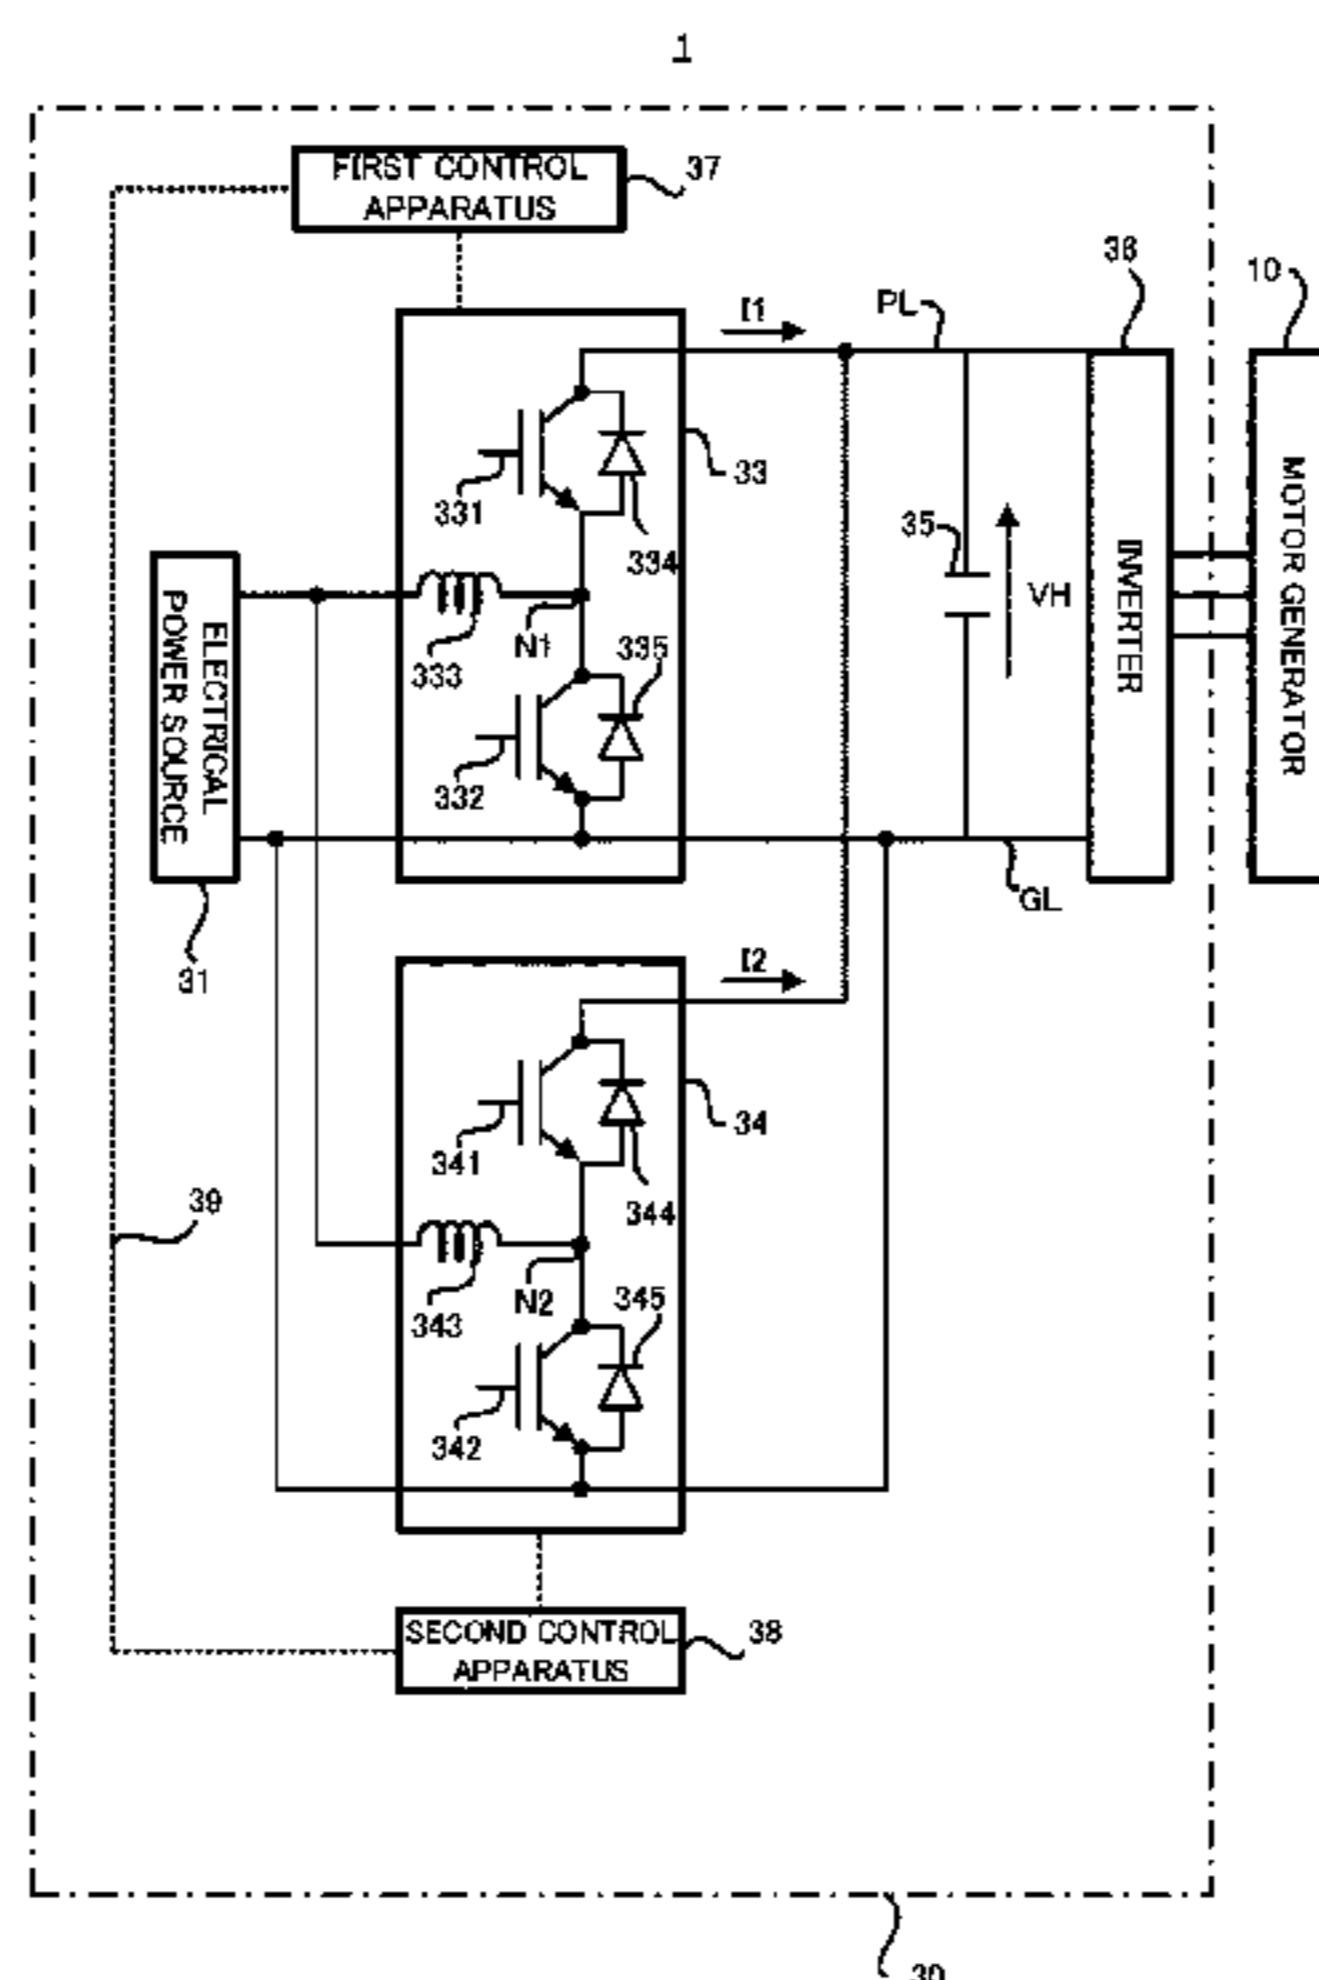 1
FIRST CONTROL
APPARATUS
37
I1
PL
36
10
331
334
33
35
VH
INVERTER
MOTOR GENERATOR
ELECTRICAL
POWER SOURCE
333
N1
335
332
GL
31
I2
341
344
34
39
343
N2
345
342
SECOND CONTROL
APPARATUS
38
30